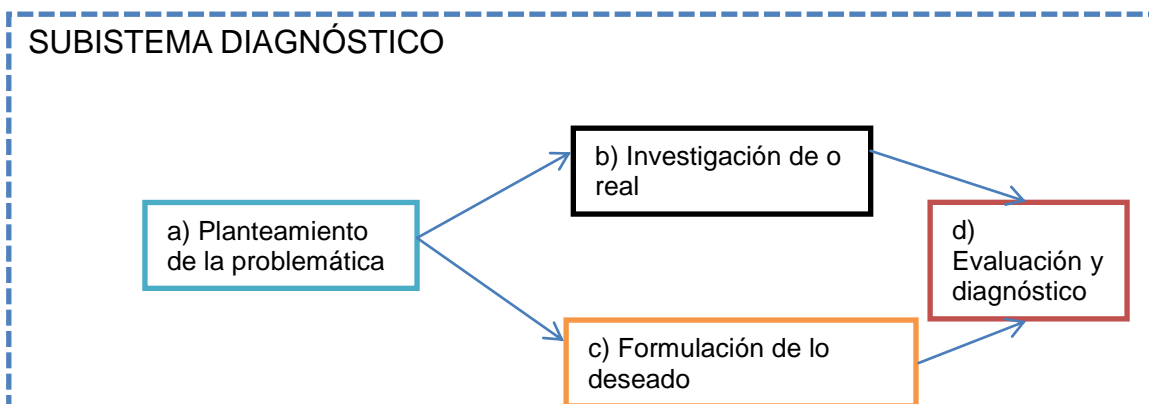 SUBISTEMA DIAGNÓSTICO
b) Investigación de o
real
a) Planteamiento
de la problemática
d)
Evaluación y
diagnóstico
c) Formulación de lo
deseado